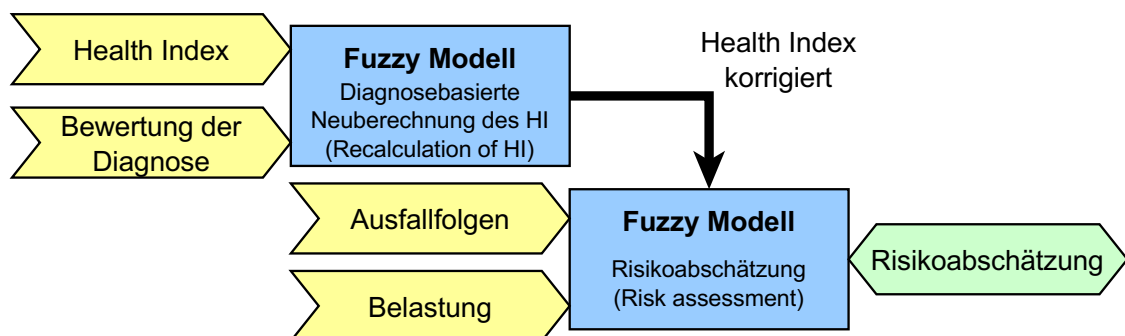 Health Index
Bewertung der
Diagnose
Fuzzy Modell
Diagnosebasierte
Neuberechnung des HI
(Recalculation of HI)
Health Index
korrigiert
Ausfallfolgen
Belastung
Fuzzy Modell
Risikoabschätzung
(Risk assessment)
Risikoabschätzung